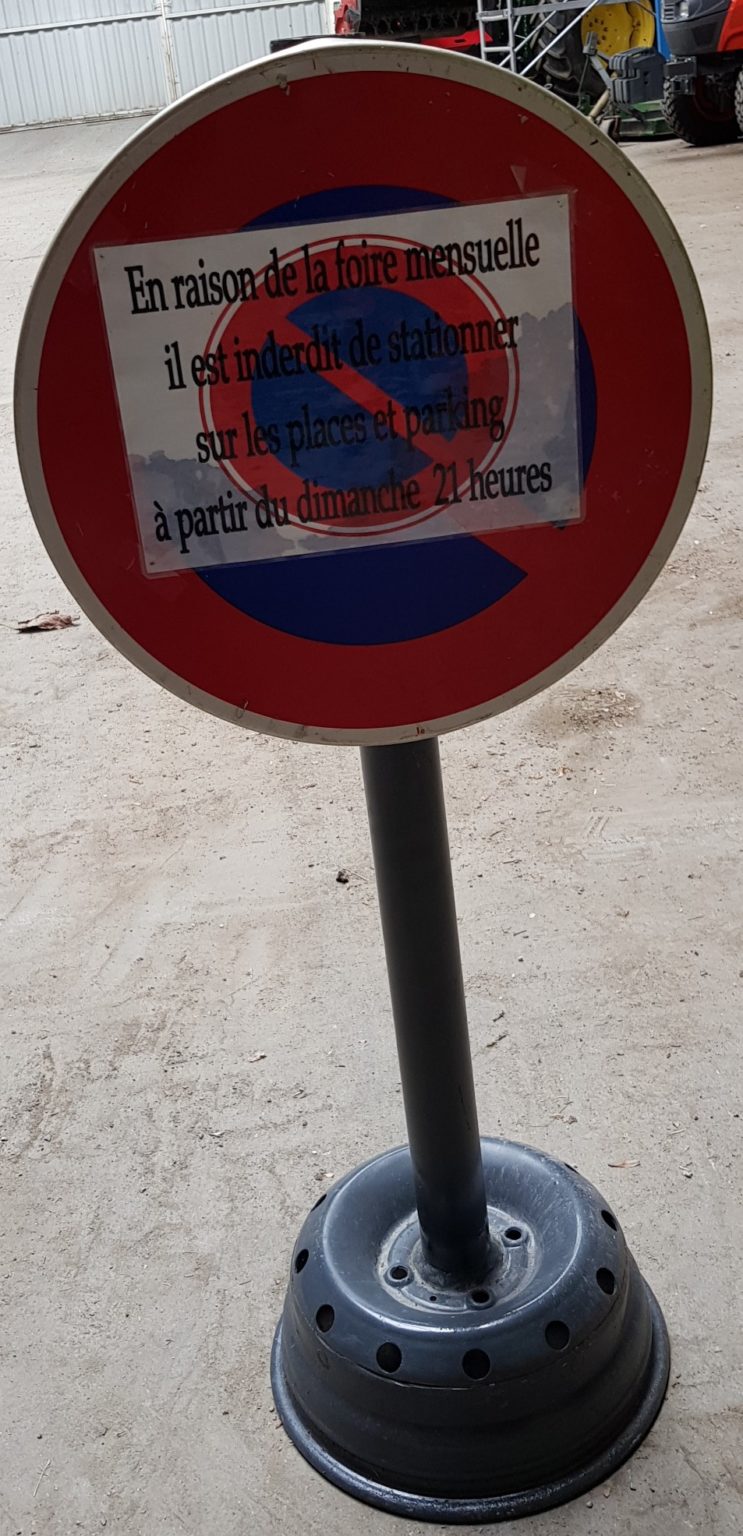 En raison de la foire mensuelle
il est inderdit de stationner
sur les places et parking
à partir du dimanche 21 heures